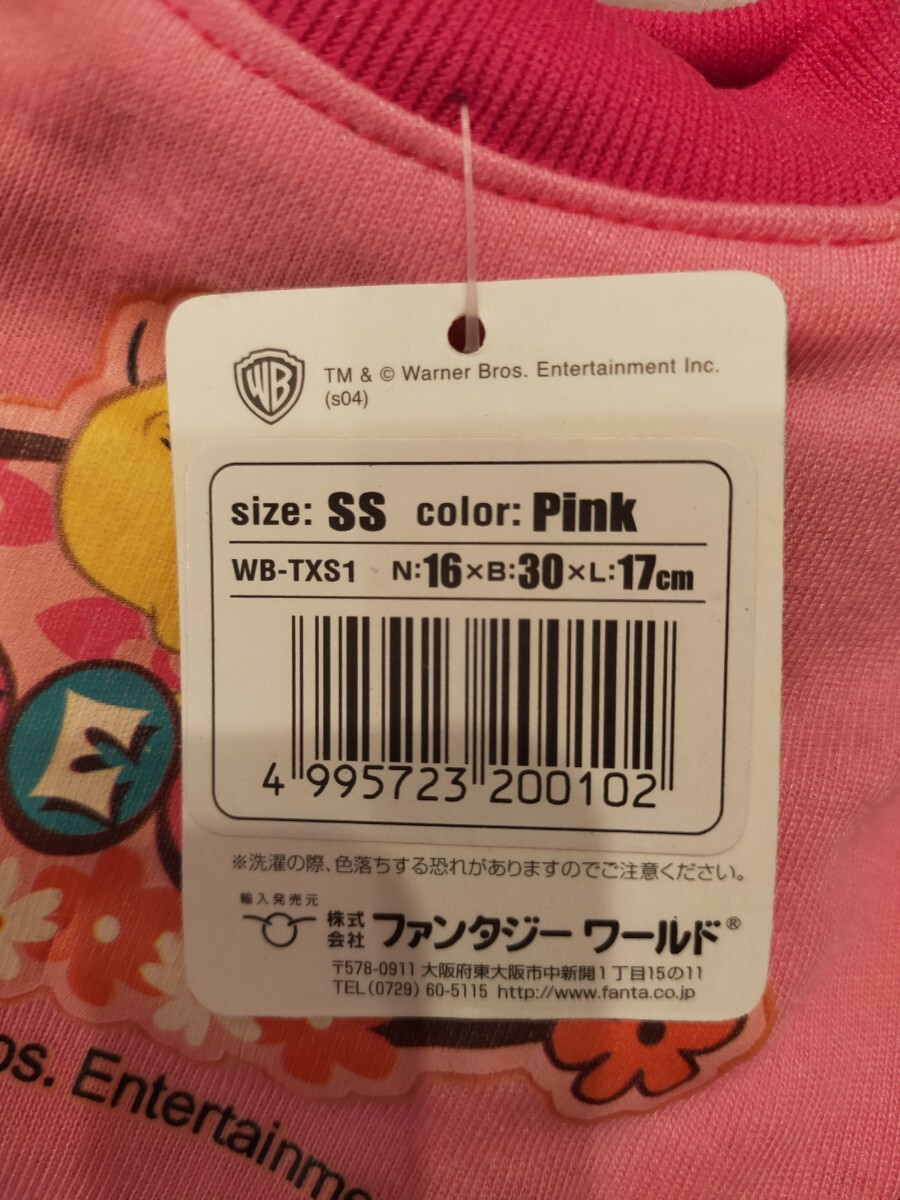 WB
TM & © Warner Bros. Entertainment Inc.
(s04)
size: SS color: Pink
WB-TXS1 N:16×B:30×L:17cm
4 995723 200102
※洗濯の際、色落ちする恐れがありますのでご注意ください。
輸入発売元
株式会社 ファンタジー ワールド®
〒578-0911 大阪府東大阪市中新開1丁目15の11
TEL(0729) 60-5115 http://www.fanta.co.jp
os. Entertainme